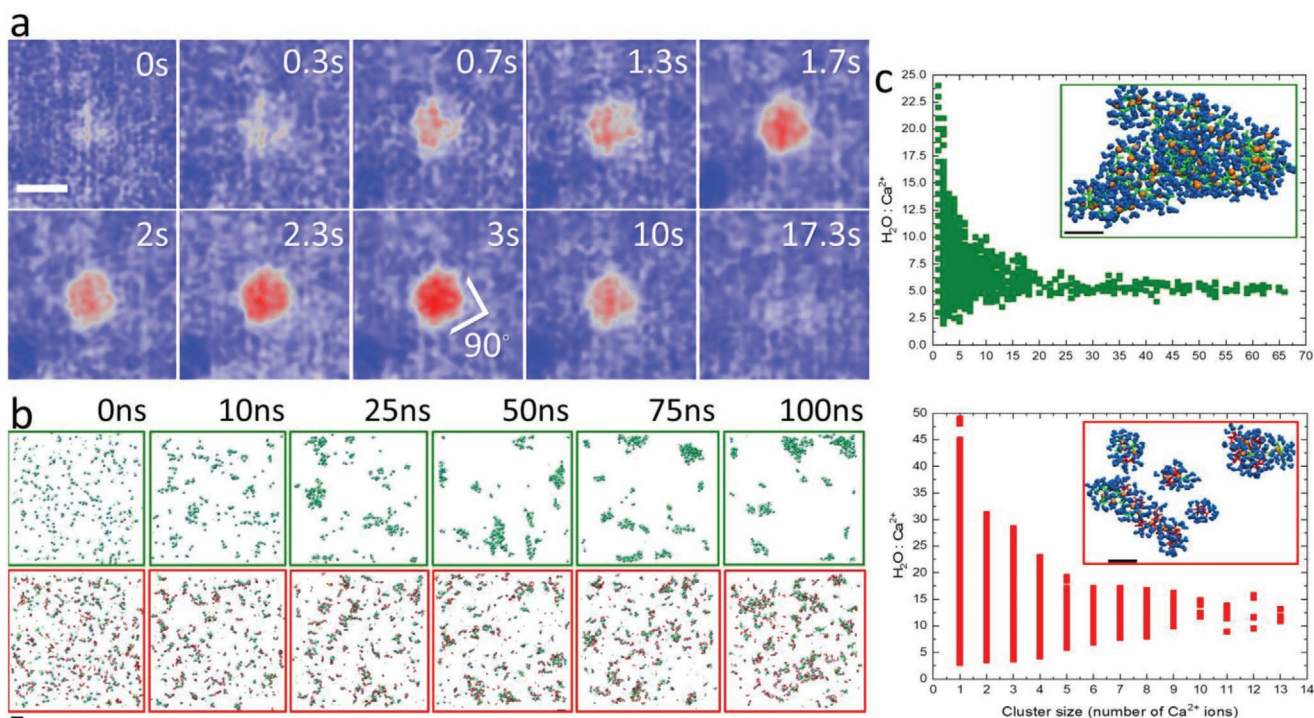 a
0s
0.3s
0.7s
1.3s
1.7s
2s
2.3s
3s
90°
10s
17.3s
b
0ns
10ns
25ns
50ns
75ns
100ns
c
25.0
22.5
20.0
17.5
15.0
12.5
10.0
7.5
5.0
2.5
0.0
H₂O : Ca²⁺
0 5 10 15 20 25 30 35 40 45 50 55 60 65 70
50
45
40
35
30
25
20
15
10
5
0
H₂O : Ca²⁺
0 1 2 3 4 5 6 7 8 9 10 11 12 13 14
Cluster size (number of Ca²⁺ ions)